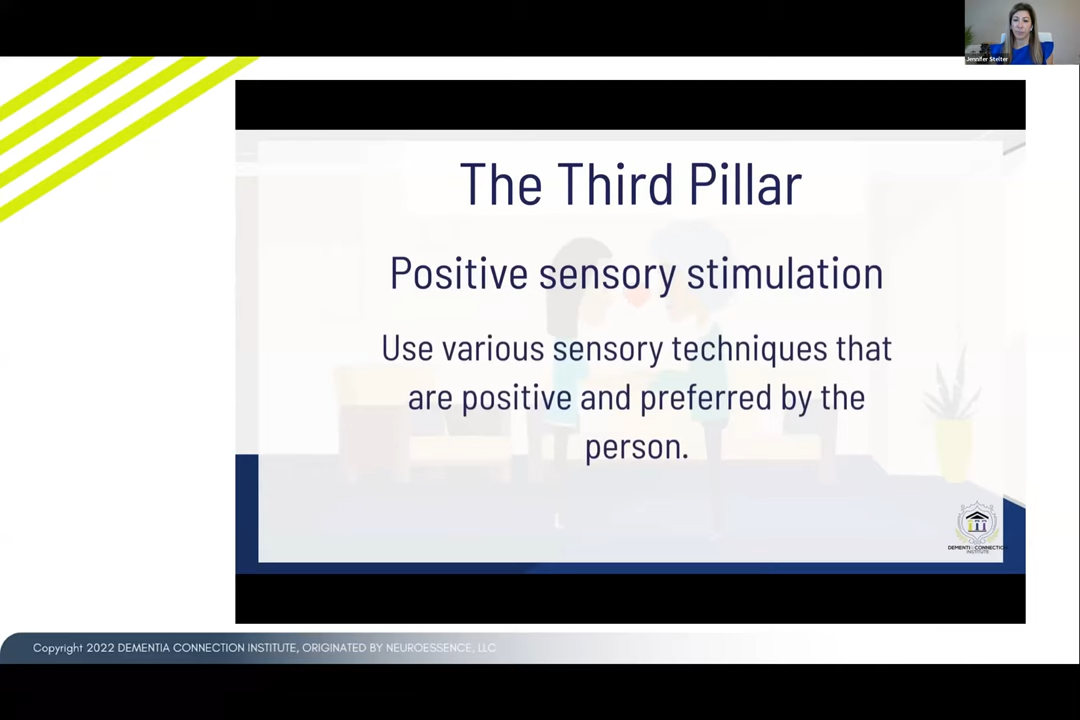 Jennifer Stelter
The Third Pillar
Positive sensory stimulation
Use various sensory techniques that
are positive and preferred by the
person.
DEMENTIA CONNECTION
INSTITUTE
Copyright 2022 DEMENTIA CONNECTION INSTITUTE, ORIGINATED BY NEUROESSENCE, LLC